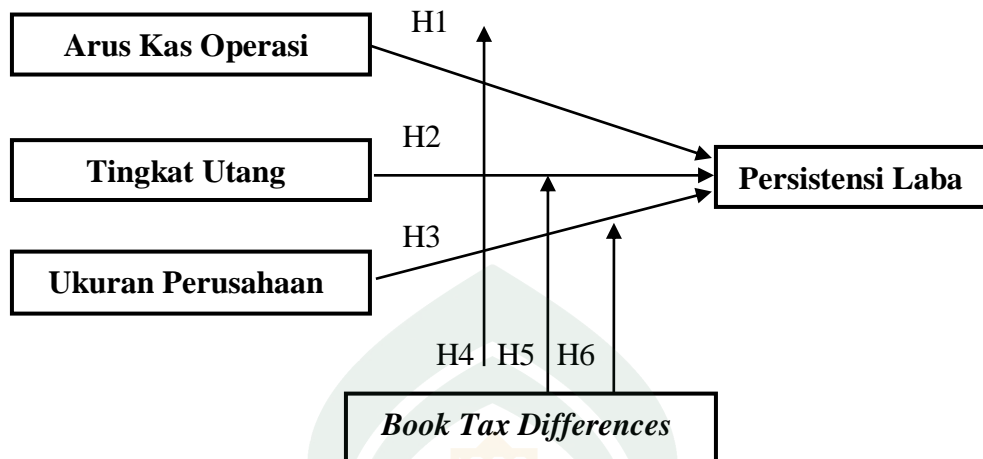 H1
Arus Kas Operasi
H2
Tingkat Utang
Persistensi Laba
H3
Ukuran Perusahaan
H4 H5 H6
Book Tax Differences